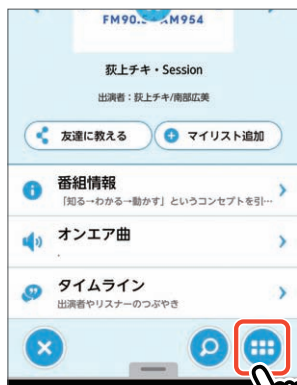 FM90.5 AM954
荻上チキ・Session
出演者：荻上チキ/南部広美
友達に教える
マイリスト追加
番組情報
「知る→わかる→動かす」というコンセプトを引…
オンエア曲
.
タイムライン
出演者やリスナーのつぶやき